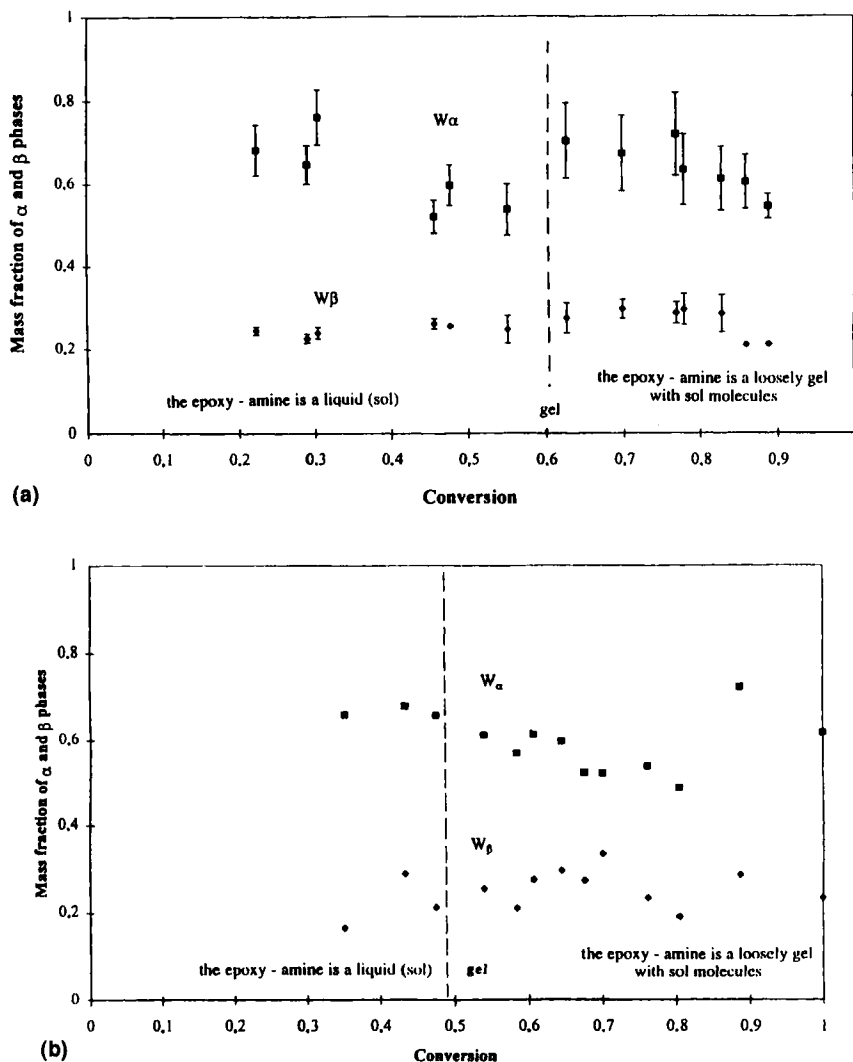 1
0.8
0.6
0.4
0.2
0
Mass fraction of α and β phases
Wα
Wβ
the epoxy - amine is a liquid (sol)
gel
the epoxy - amine is a loosely gel
with sol molecules
0 0,1 0,2 0,3 0,4 0,5 0,6 0,7 0,8 0,9
Conversion
(a)
1
0,8
0,6
0,4
0,2
0
Mass fraction of α and β phases
Wα
Wβ
the epoxy - amine is a liquid (sol)
gel
the epoxy - amine is a loosely gel
with sol molecules
0 0,1 0,2 0,3 0,4 0,5 0,6 0,7 0,8 0,9 1
Conversion
(b)